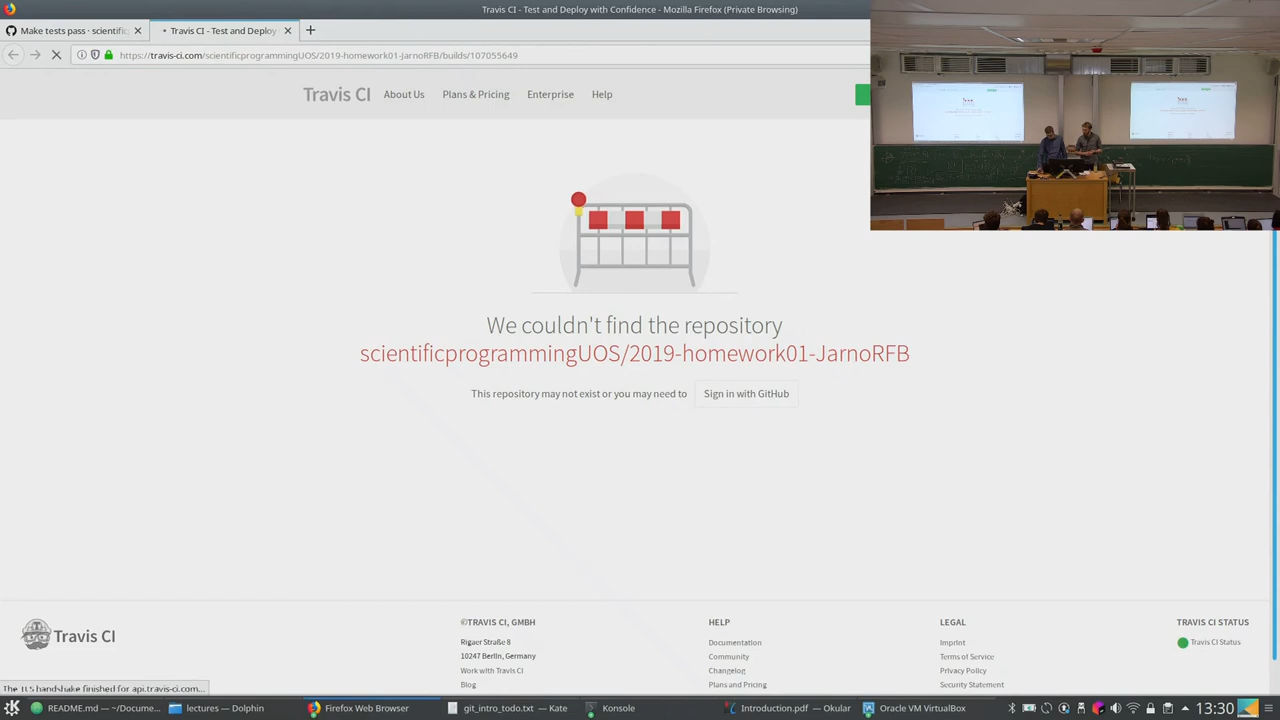 Travis CI - Test and Deploy with Confidence - Mozilla Firefox (Private Browsing)
Make tests pass · scientific
Travis CI - Test and Deploy
https://travis-ci.com/scientificprogrammingUOS/2019-homework01-JarnoRFB/builds/107055649
Travis CI
About Us
Plans & Pricing
Enterprise
Help
We couldn't find the repository
scientificprogrammingUOS/2019-homework01-JarnoRFB
This repository may not exist or you may need to
Sign in with GitHub
Travis CI
©TRAVIS CI, GMBH
Rigaer Straße 8
10247 Berlin, Germany
Work with Travis CI
Blog
HELP
Documentation
Community
Changelog
Plans and Pricing
LEGAL
Imprint
Terms of Service
Privacy Policy
Security Statement
TRAVIS CI STATUS
Travis CI Status
The TLS handshake finished for api.travis-ci.com...
README.md — ~/Docume...
lectures — Dolphin
Firefox Web Browser
git_intro_todo.txt — Kate
Konsole
Introduction.pdf — Okular
Oracle VM VirtualBox
13:30